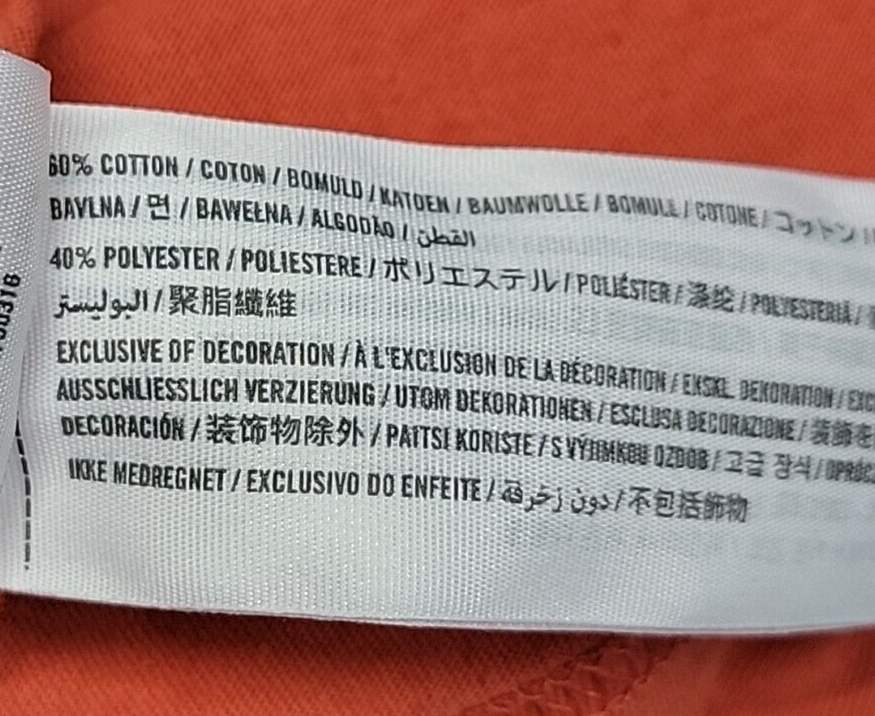 60% COTTON / COTON / BOMULD / KATOEN / BAUMWOLLE / BOMULL / COTONE / コットン /
BAVLNA / 면 / BAWEŁNA / ALGODÃO / القطن
40% POLYESTER / POLIESTERE / ポリエステル / POLIÉSTER / 涤纶 / POLYESTERIÄ /
البوليستر / 聚脂纖維
EXCLUSIVE OF DECORATION / À L'EXCLUSION DE LA DÉCORATION / EKSKL. DEKORATION / EXC
AUSSCHLIESSLICH VERZIERUNG / UTOM DEKORATIONEN / ESCLUSA DECORAZIONE / 装飾を
DECORACIÓN / 装饰物除外 / PAITSI KORISTE / S VÝJIMKOU OZDOB / 고급 장식 /
IKKE MEDREGNET / EXCLUSIVO DO ENFEITE / دون زخرفة / 不包括飾物